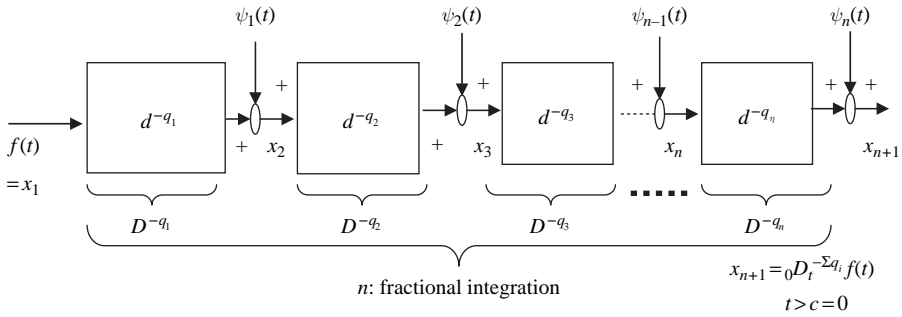 ψ₁(t) ψ₂(t) ψₙ₋₁(t) ψₙ(t)
+ + + + +
d^{-q₁} d^{-q₂} d^{-q₃} d^{-q_η}
f(t) + x₂ + x₃ xₙ xₙ₊₁
= x₁
D^{-q₁} D^{-q₂} D^{-q₃} D^{-qₙ}
xₙ₊₁ = ₀Dₜ^{-Σqᵢ} f(t)
n: fractional integration
t > c = 0